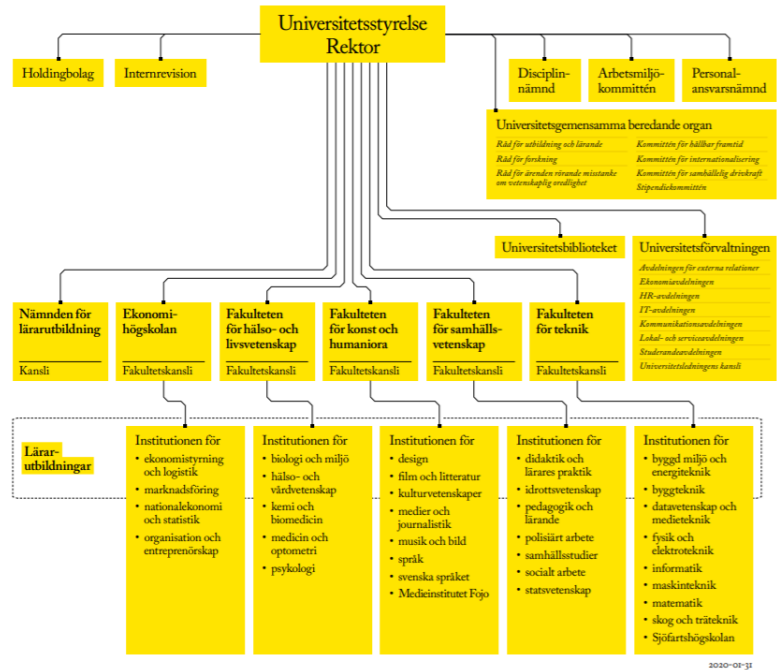 Universitetsstyrelse
Rektor
Holdingbolag
Internrevision
Disciplin-
nämnd
Arbetsmiljö-
kommittén
Personal-
ansvarsnämnd
Universitetsgemensamma beredande organ
Råd för utbildning och lärande
Råd för forskning
Råd för ärenden rörande misstanke
om vetenskaplig oredlighet
Kommittén för hållbar framtid
Kommittén för internationalisering
Kommittén för samhällelig drivkraft
Stipendiekommittén
Universitetsbiblioteket
Universitetsförvaltningen
Avdelningen för externa relationer
Ekonomiavdelningen
HR-avdelningen
IT-avdelningen
Kommunikationsavdelningen
Lokal- och serviceavdelningen
Studerandeavdelningen
Universitetsledningens kansli
Nämnden för
lärarutbildning
Kansli
Ekonomi-
högskolan
Fakultetskansli
Fakulteten
för hälso- och
livsvetenskap
Fakultetskansli
Fakulteten
för konst och
humaniora
Fakultetskansli
Fakulteten
för samhälls-
vetenskap
Fakultetskansli
Fakulteten
för teknik
Fakultetskansli
Lärar-
utbildningar
Institutionen för
• ekonomistyrning
och logistik
• marknadsföring
• nationalekonomi
och statistik
• organisation och
entreprenörskap
Institutionen för
• biologi och miljö
• hälso- och
vårdvetenskap
• kemi och
biomedicin
• medicin och
optometri
• psykologi
Institutionen för
• design
• film och litteratur
• kulturvetenskaper
• medier och
journalistik
• musik och bild
• språk
• svenska språket
• Medieinstitutet Fojo
Institutionen för
• didaktik och
lärares praktik
• idrottsvetenskap
• pedagogik och
lärande
• polisiärt arbete
• samhällsstudier
• socialt arbete
• statsvetenskap
Institutionen för
• byggd miljö och
energiteknik
• byggteknik
• datavetenskap och
medieteknik
• fysik och
elektroteknik
• informatik
• maskinteknik
• matematik
• skog och träteknik
• Sjöfartshögskolan
2020-01-31